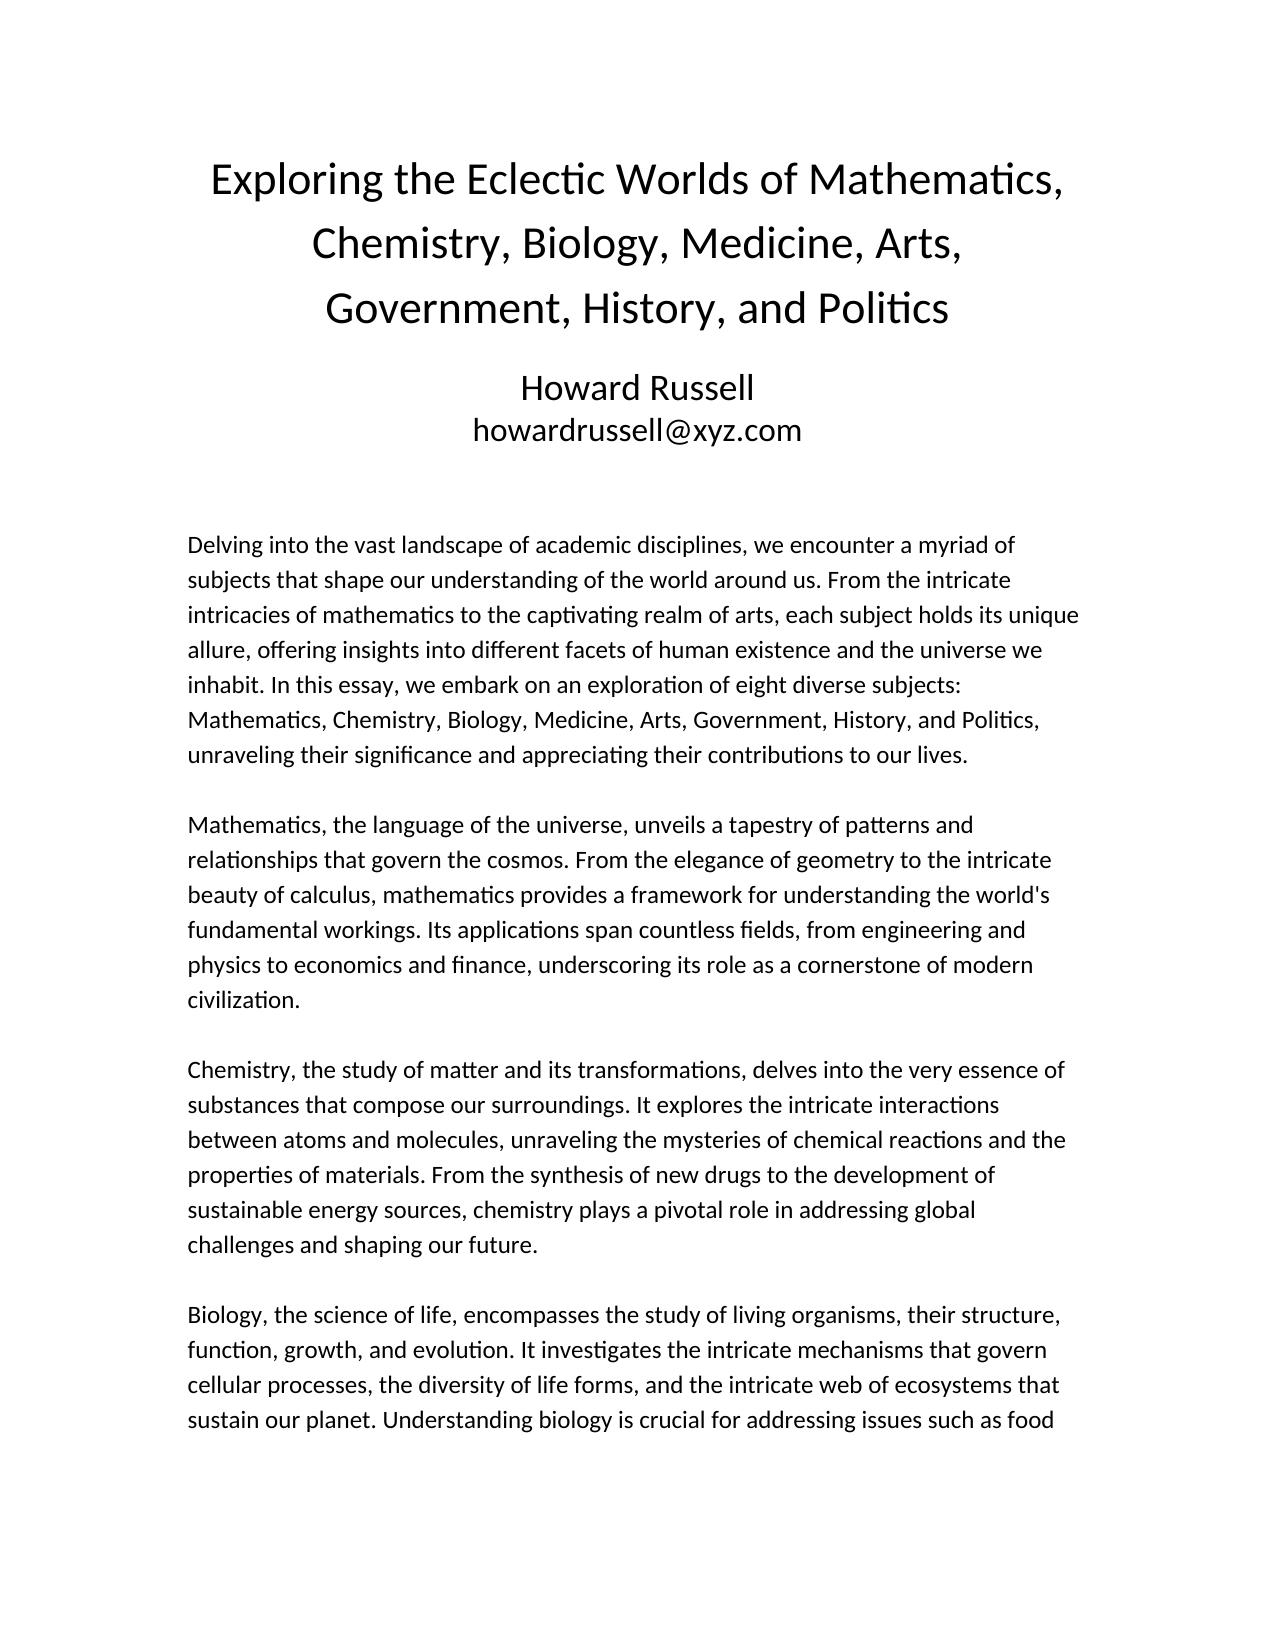 Exploring the Eclectic Worlds of Mathematics,
Chemistry, Biology, Medicine, Arts,
Government, History, and Politics
Howard Russell
howardrussell@xyz.com
Delving into the vast landscape of academic disciplines, we encounter a myriad of
subjects that shape our understanding of the world around us. From the intricate
intricacies of mathematics to the captivating realm of arts, each subject holds its unique
allure, offering insights into different facets of human existence and the universe we
inhabit. In this essay, we embark on an exploration of eight diverse subjects:
Mathematics, Chemistry, Biology, Medicine, Arts, Government, History, and Politics,
unraveling their significance and appreciating their contributions to our lives.
Mathematics, the language of the universe, unveils a tapestry of patterns and
relationships that govern the cosmos. From the elegance of geometry to the intricate
beauty of calculus, mathematics provides a framework for understanding the world's
fundamental workings. Its applications span countless fields, from engineering and
physics to economics and finance, underscoring its role as a cornerstone of modern
civilization.
Chemistry, the study of matter and its transformations, delves into the very essence of
substances that compose our surroundings. It explores the intricate interactions
between atoms and molecules, unraveling the mysteries of chemical reactions and the
properties of materials. From the synthesis of new drugs to the development of
sustainable energy sources, chemistry plays a pivotal role in addressing global
challenges and shaping our future.
Biology, the science of life, encompasses the study of living organisms, their structure,
function, growth, and evolution. It investigates the intricate mechanisms that govern
cellular processes, the diversity of life forms, and the intricate web of ecosystems that
sustain our planet. Understanding biology is crucial for addressing issues such as food